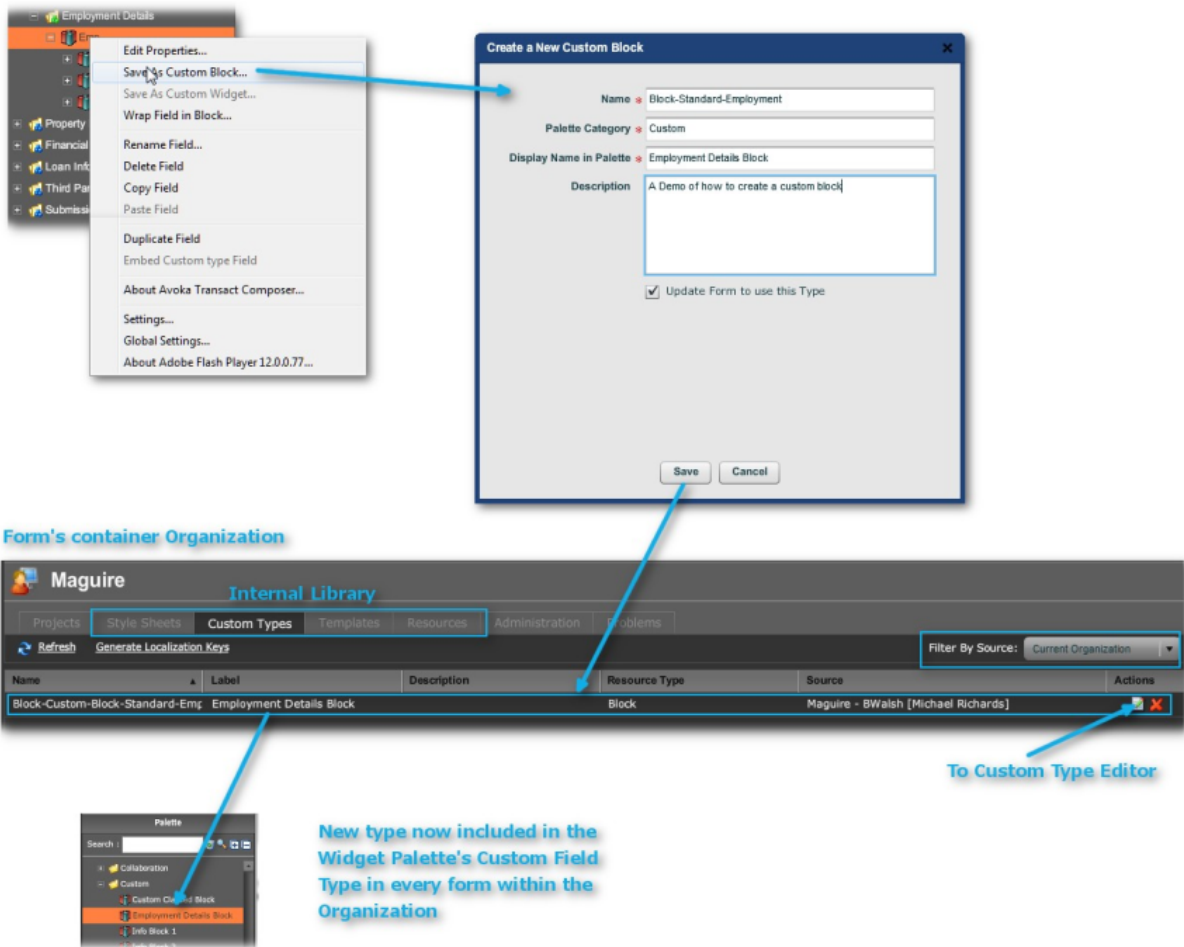 Employment Details
Emp
Property
Financial
Loan Info
Third Par
Submissi
Edit Properties...
Save As Custom Block...
Save As Custom Widget...
Wrap Field in Block...
Rename Field...
Delete Field
Copy Field
Paste Field
Duplicate Field
Embed Custom type Field
About Avoka Transact Composer...
Settings...
Global Settings...
About Adobe Flash Player 12.0.0.77...
Create a New Custom Block
Name * Block-Standard-Employment
Palette Category * Custom
Display Name in Palette * Employment Details Block
Description A Demo of how to create a custom block
Update Form to use this Type
Save Cancel
Form's container Organization
Maguire
Internal Library
Projects Style Sheets Custom Types Templates Resources Administration Problems
Refresh Generate Localization Keys Filter By Source: Current Organization
Name Label Description Resource Type Source Actions
Block-Custom-Block-Standard-Emp Employment Details Block Block Maguire - BWalsh [Michael Richards]
To Custom Type Editor
Palette
Search :
Collaboration
Custom
Custom Block
Employment Details Block
Info Block 1
New type now included in the
Widget Palette's Custom Field
Type in every form within the
Organization